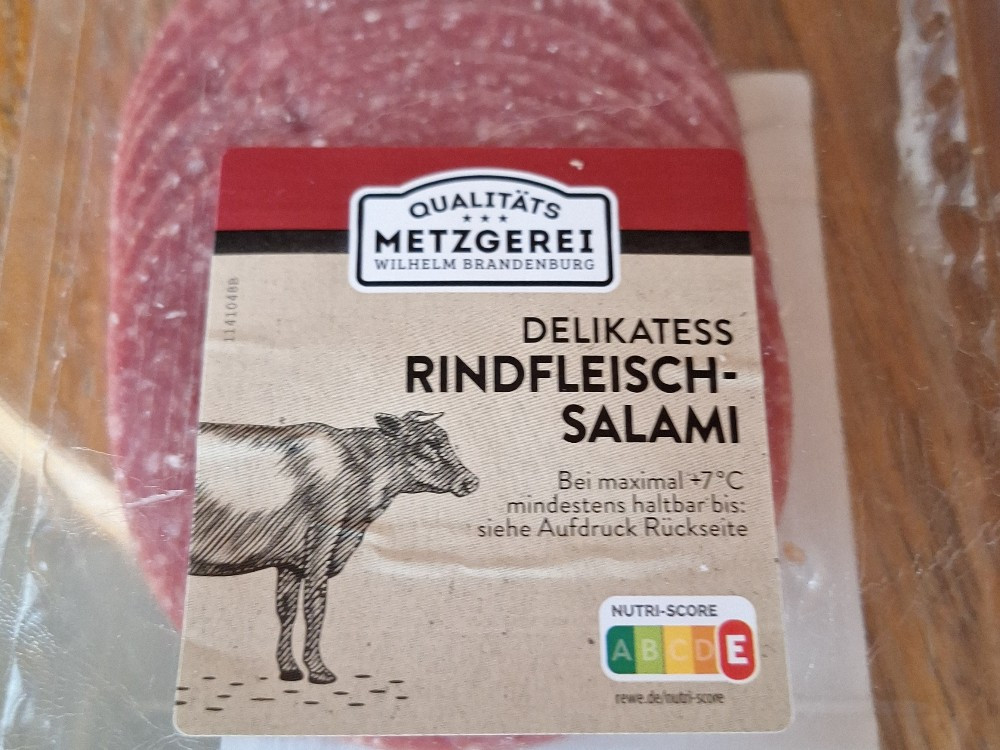 QUALITÄTS
METZGEREI
WILHELM BRANDENBURG
1141048B
DELIKATESS
RINDFLEISCH-
SALAMI
Bei maximal +7°C
mindestens haltbar bis:
siehe Aufdruck Rückseite
NUTRI-SCORE
A B C D E
rewe.de/nutri-score